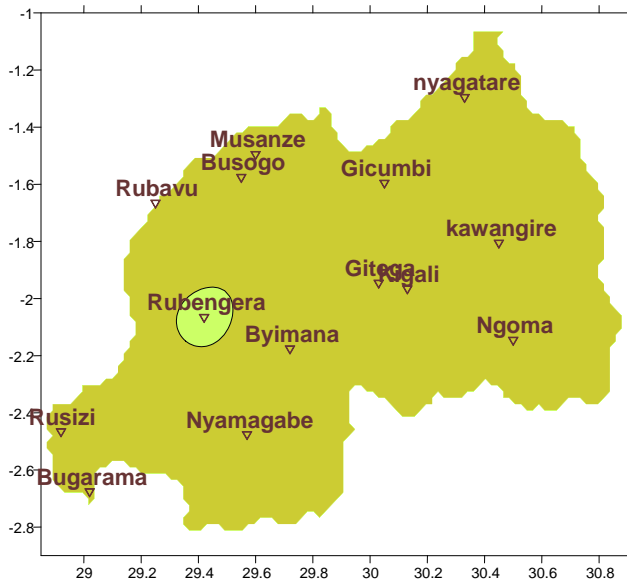 -1
-1.2
nyagatare
-1.4
Musanze
Busogo
Gicumbi
-1.6
Rubavu
kawangire
-1.8
Gitega
Kigali
-2
Rubengera
Ngoma
Byimana
-2.2
-2.4
Rusizi
Nyamagabe
-2.6
Bugarama
-2.8
29 29.2 29.4 29.6 29.8 30 30.2 30.4 30.6 30.8